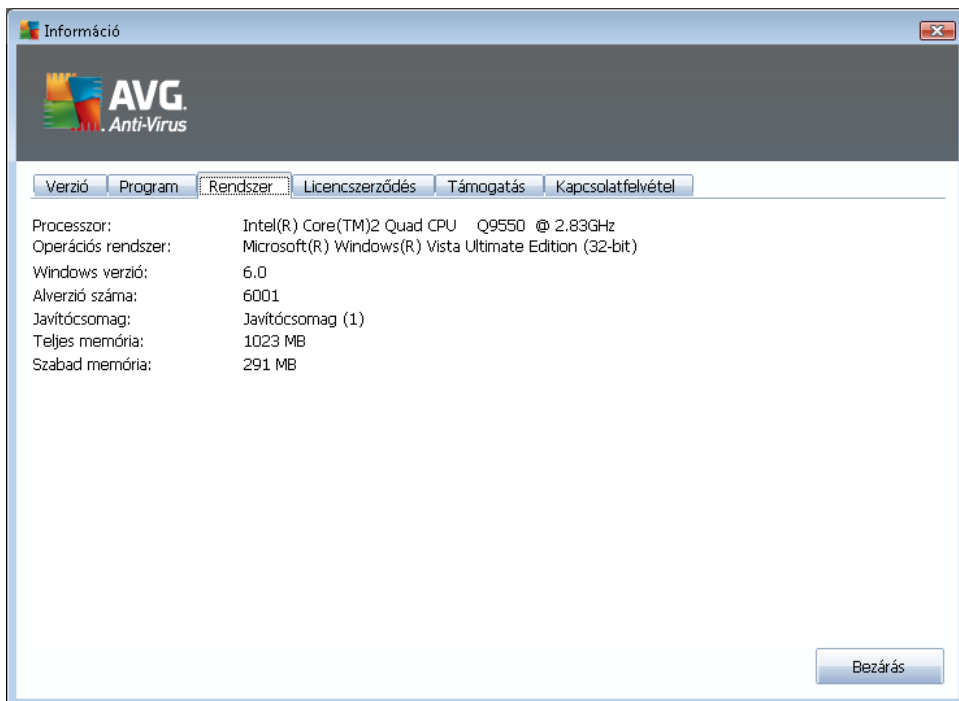 Információ
AVG.
Anti-Virus
Verzió Program Rendszer Licencszerződés Támogatás Kapcsolatfelvétel
Processzor: Intel(R) Core(TM)2 Quad CPU Q9550 @ 2.83GHz
Operációs rendszer: Microsoft(R) Windows(R) Vista Ultimate Edition (32-bit)
Windows verzió: 6.0
Alverzió száma: 6001
Javítócsomag: Javítócsomag (1)
Teljes memória: 1023 MB
Szabad memória: 291 MB
Bezárás